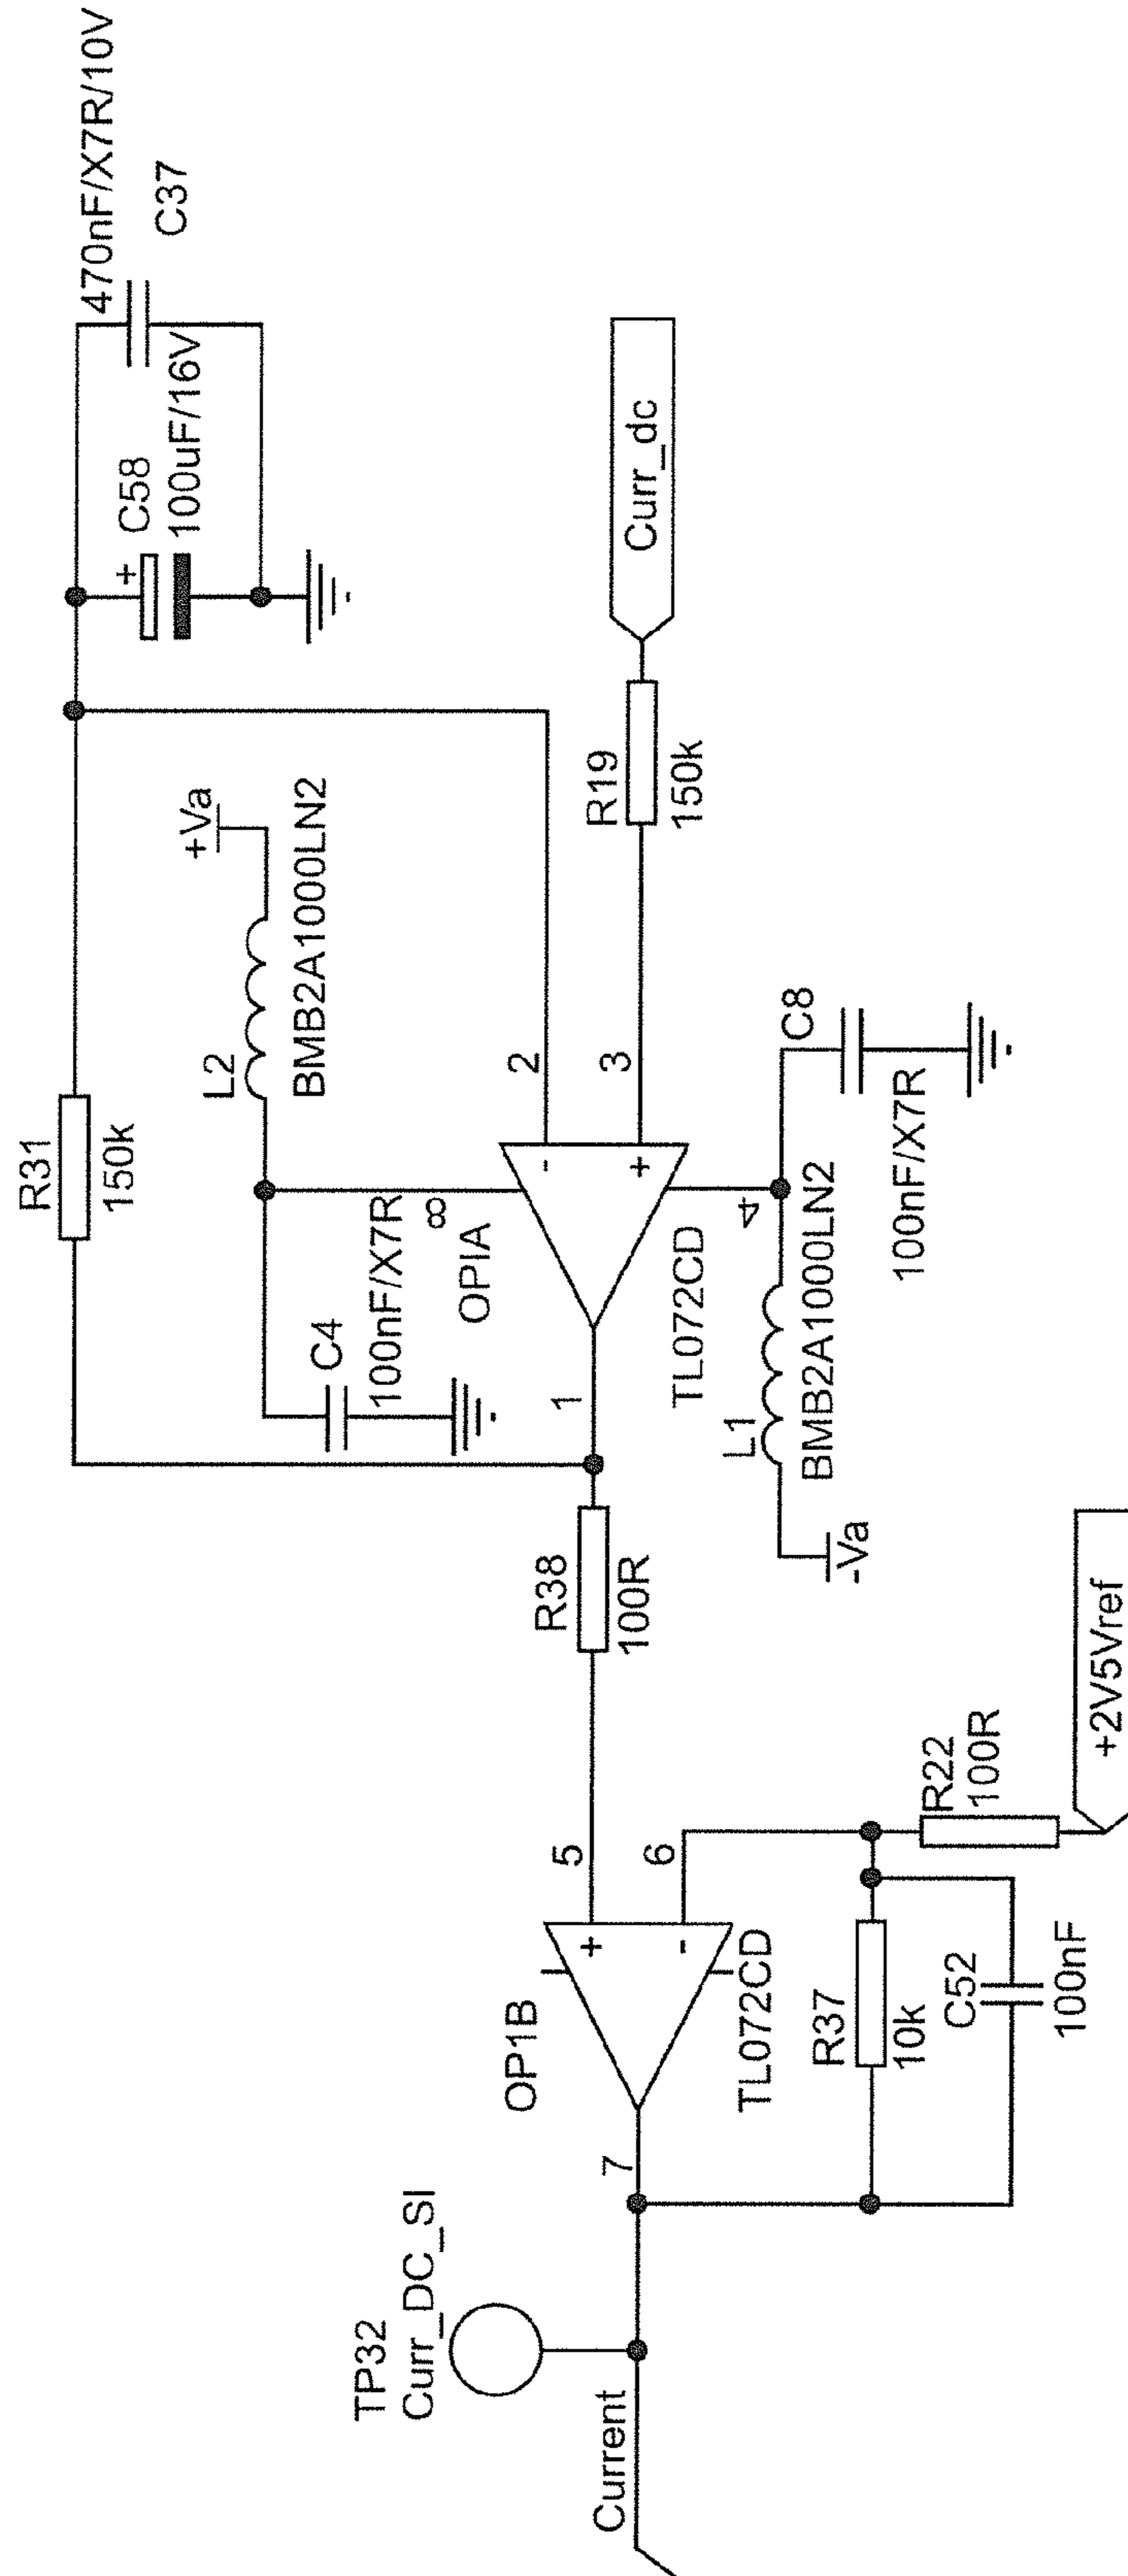 470nF/X7R/10V
C37
C58
100uF/16V
+
Curr_dc
R19
150k
+Va
L2
BMB2A1000LN2
R31
150k
2
3
-
+
8
OPIA
4
TL072CD
C8
100nF/X7R
C4
100nF/X7R
1
L1
BMB2A1000LN2
-Va
R38
100R
+2V5Vref
R22
100R
5
6
+
-
OP1B
TL072CD
R37
10k
C52
100nF
7
TP32
Curr_DC_SI
Current